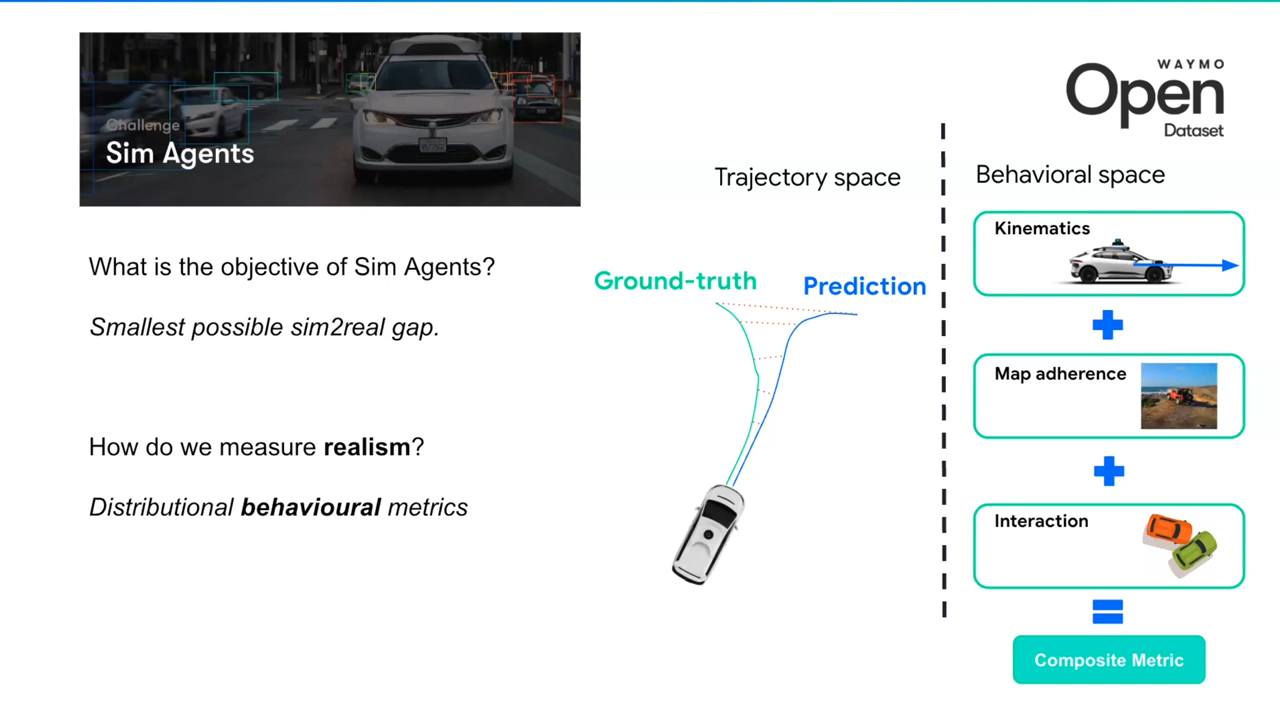 Challenge
Sim Agents
What is the objective of Sim Agents?
Smallest possible sim2real gap.
How do we measure realism?
Distributional behavioural metrics
Trajectory space
Ground-truth
Prediction
WAYMO
Open
Dataset
Behavioral space
Kinematics
Map adherence
Interaction
Composite Metric